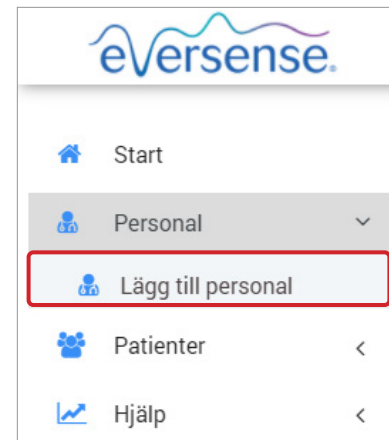 eversense®
Start
Personal
Lägg till personal
Patienter
Hjälp